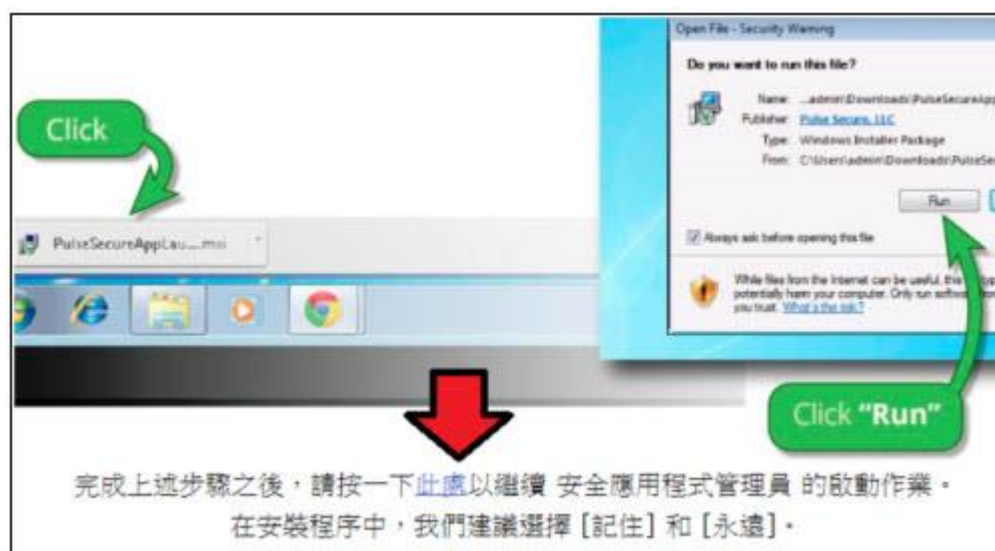 Open File - Security Warning
Do you want to run this file?
Name: ...admin\Downloads\PulseSecureApp
Publisher: Pulse Secure, LLC
Type: Windows Installer Package
From: C:\Users\admin\Downloads\PulseSe
Run
Always ask before opening this file
While files from the Internet can be useful, this
potentially harm your computer. Only run software
you trust. What's the risk?
Click
PulseSecureAppLau....msi
Click "Run"
完成上述步驟之後，請按一下此處以繼續 安全應用程式管理員 的啟動作業。
在安裝程序中，我們建議選擇 [記住] 和 [永遠]。